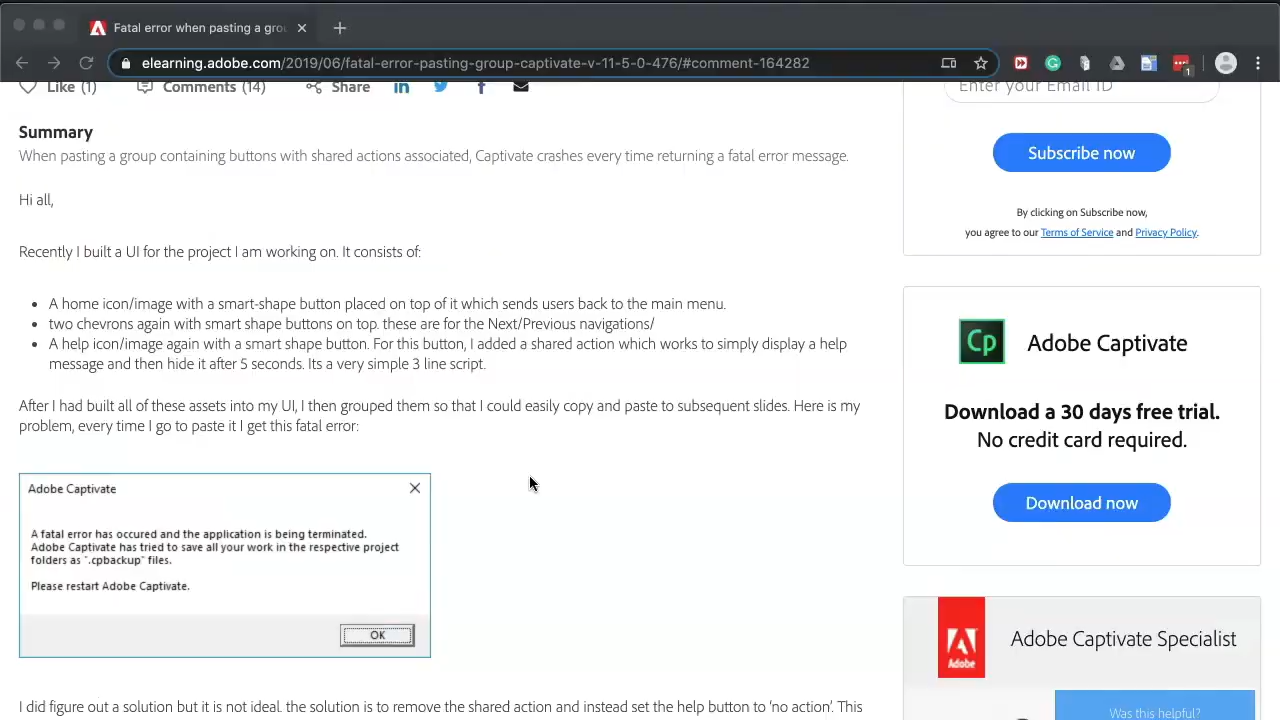 Fatal error when pasting a grou
elearning.adobe.com/2019/06/fatal-error-pasting-group-captivate-v-11-5-0-476/#comment-164282
1
Like (1)
Comments (14)
Share
Summary
When pasting a group containing buttons with shared actions associated, Captivate crashes every time returning a fatal error message.
Hi all,
Recently I built a UI for the project I am working on. It consists of:
• A home icon/image with a smart-shape button placed on top of it which sends users back to the main menu.
• two chevrons again with smart shape buttons on top. these are for the Next/Previous navigations/
• A help icon/image again with a smart shape button. For this button, I added a shared action which works to simply display a help
message and then hide it after 5 seconds. Its a very simple 3 line script.
After I had built all of these assets into my UI, I then grouped them so that I could easily copy and paste to subsequent slides. Here is my
problem, every time I go to paste it I get this fatal error:
Adobe Captivate
A fatal error has occured and the application is being terminated.
Adobe Captivate has tried to save all your work in the respective project
folders as ".cpbackup" files.
Please restart Adobe Captivate.
OK
I did figure out a solution but it is not ideal. the solution is to remove the shared action and instead set the help button to ‘no action’. This
Enter your Email ID
Subscribe now
By clicking on Subscribe now,
you agree to our Terms of Service and Privacy Policy.
Cp
Adobe Captivate
Download a 30 days free trial.
No credit card required.
Download now
Adobe
Adobe Captivate Specialist
Was this helpful?